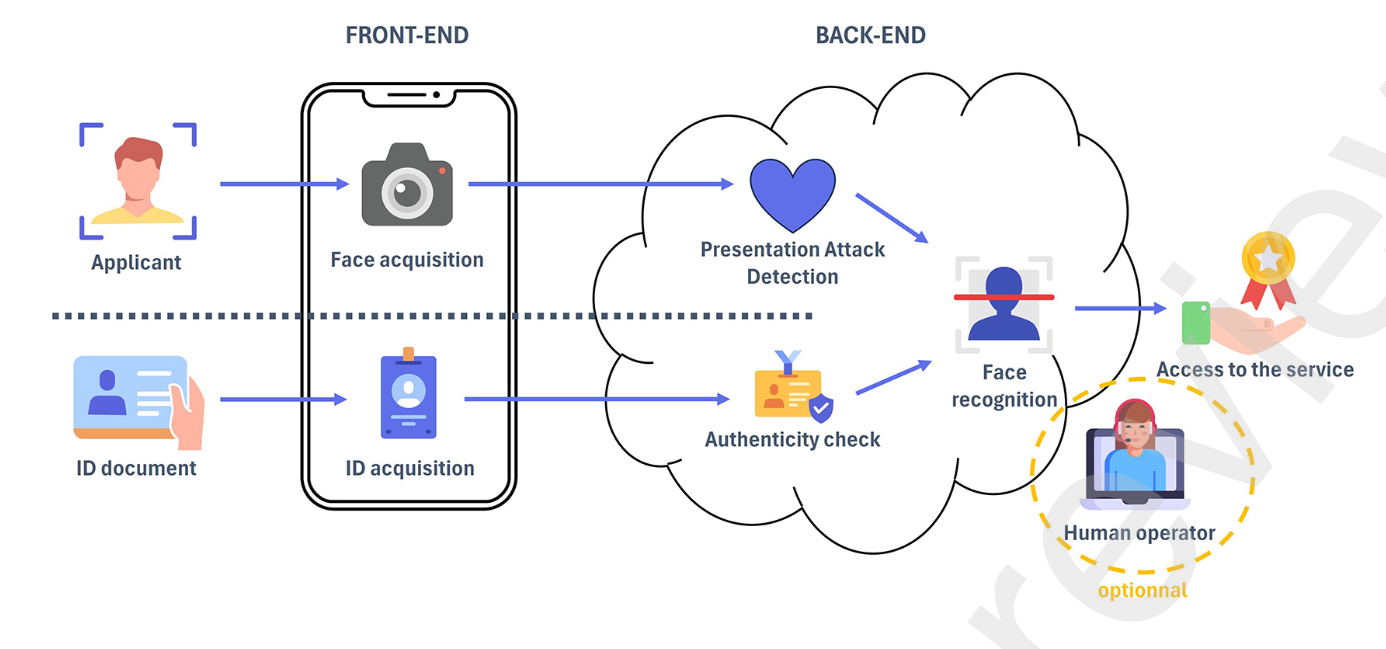 FRONT-END
BACK-END
Applicant
Face acquisition
Presentation Attack
Detection
Face
recognition
Access to the service
ID document
ID acquisition
Authenticity check
Human operator
optionnal